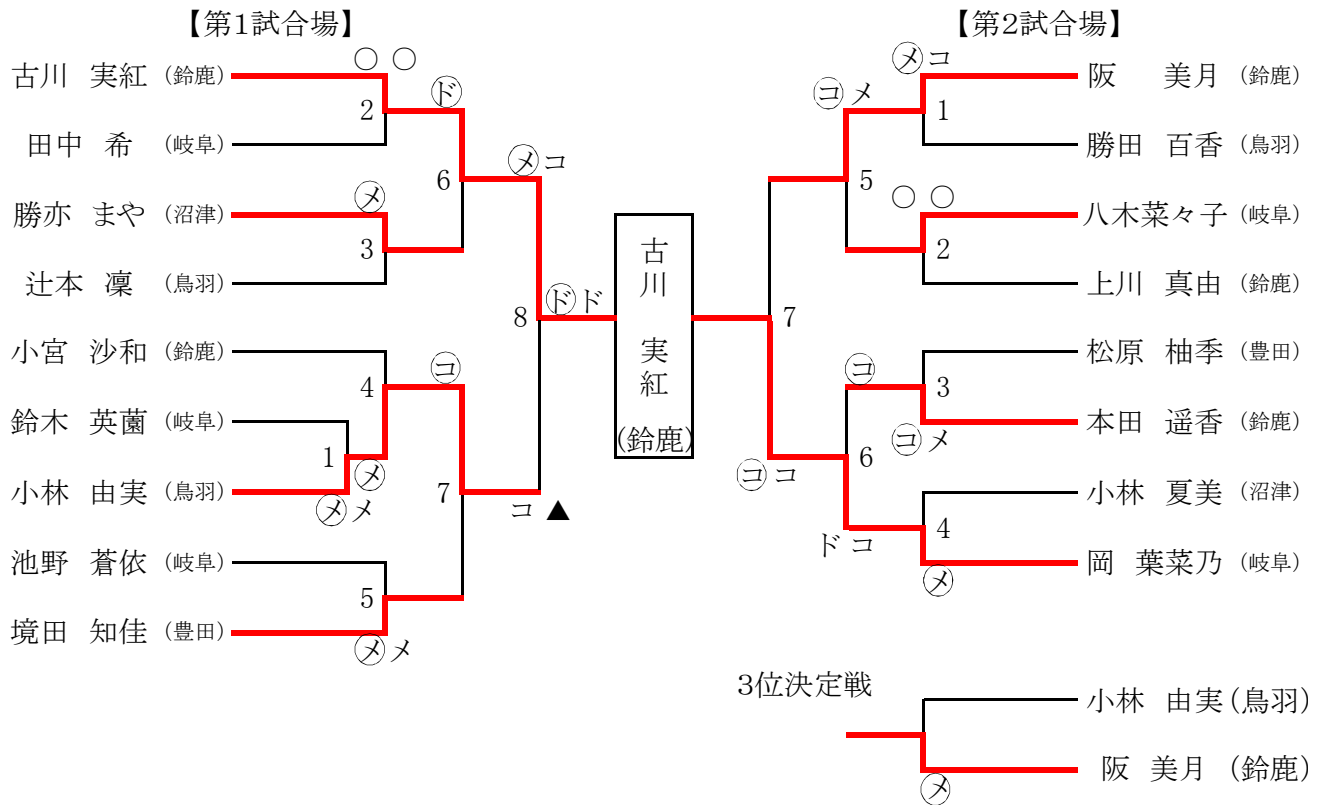 【第1試合場】
【第2試合場】
古川 実紅 (鈴鹿)
○ ○
2
田中 希 (岐阜)
㋳
6
勝亦 まや (沼津)
㋱
3
辻本 凜 (鳥羽)
㋱コ
8
小宮 沙和 (鈴鹿)
4
㋙
鈴木 英薗 (岐阜)
1
㋱
小林 由実 (鳥羽)
㋱メ
7
コ ▲
池野 蒼依 (岐阜)
5
境田 知佳 (豊田)
㋱メ
Ⓓド
古川 実紅
(鈴鹿)
阪 美月 (鈴鹿)
㋱コ
1
勝田 百香 (鳥羽)
㋙メ
5
八木菜々子 (岐阜)
○ ○
2
上川 真由 (鈴鹿)
7
松原 柚季 (豊田)
㋙
3
本田 遥香 (鈴鹿)
㋙メ
6
㋙コ
小林 夏美 (沼津)
4
ドコ
岡 葉菜乃 (岐阜)
㋱
3位決定戦
小林 由実(鳥羽)
阪 美月 (鈴鹿)
㋱